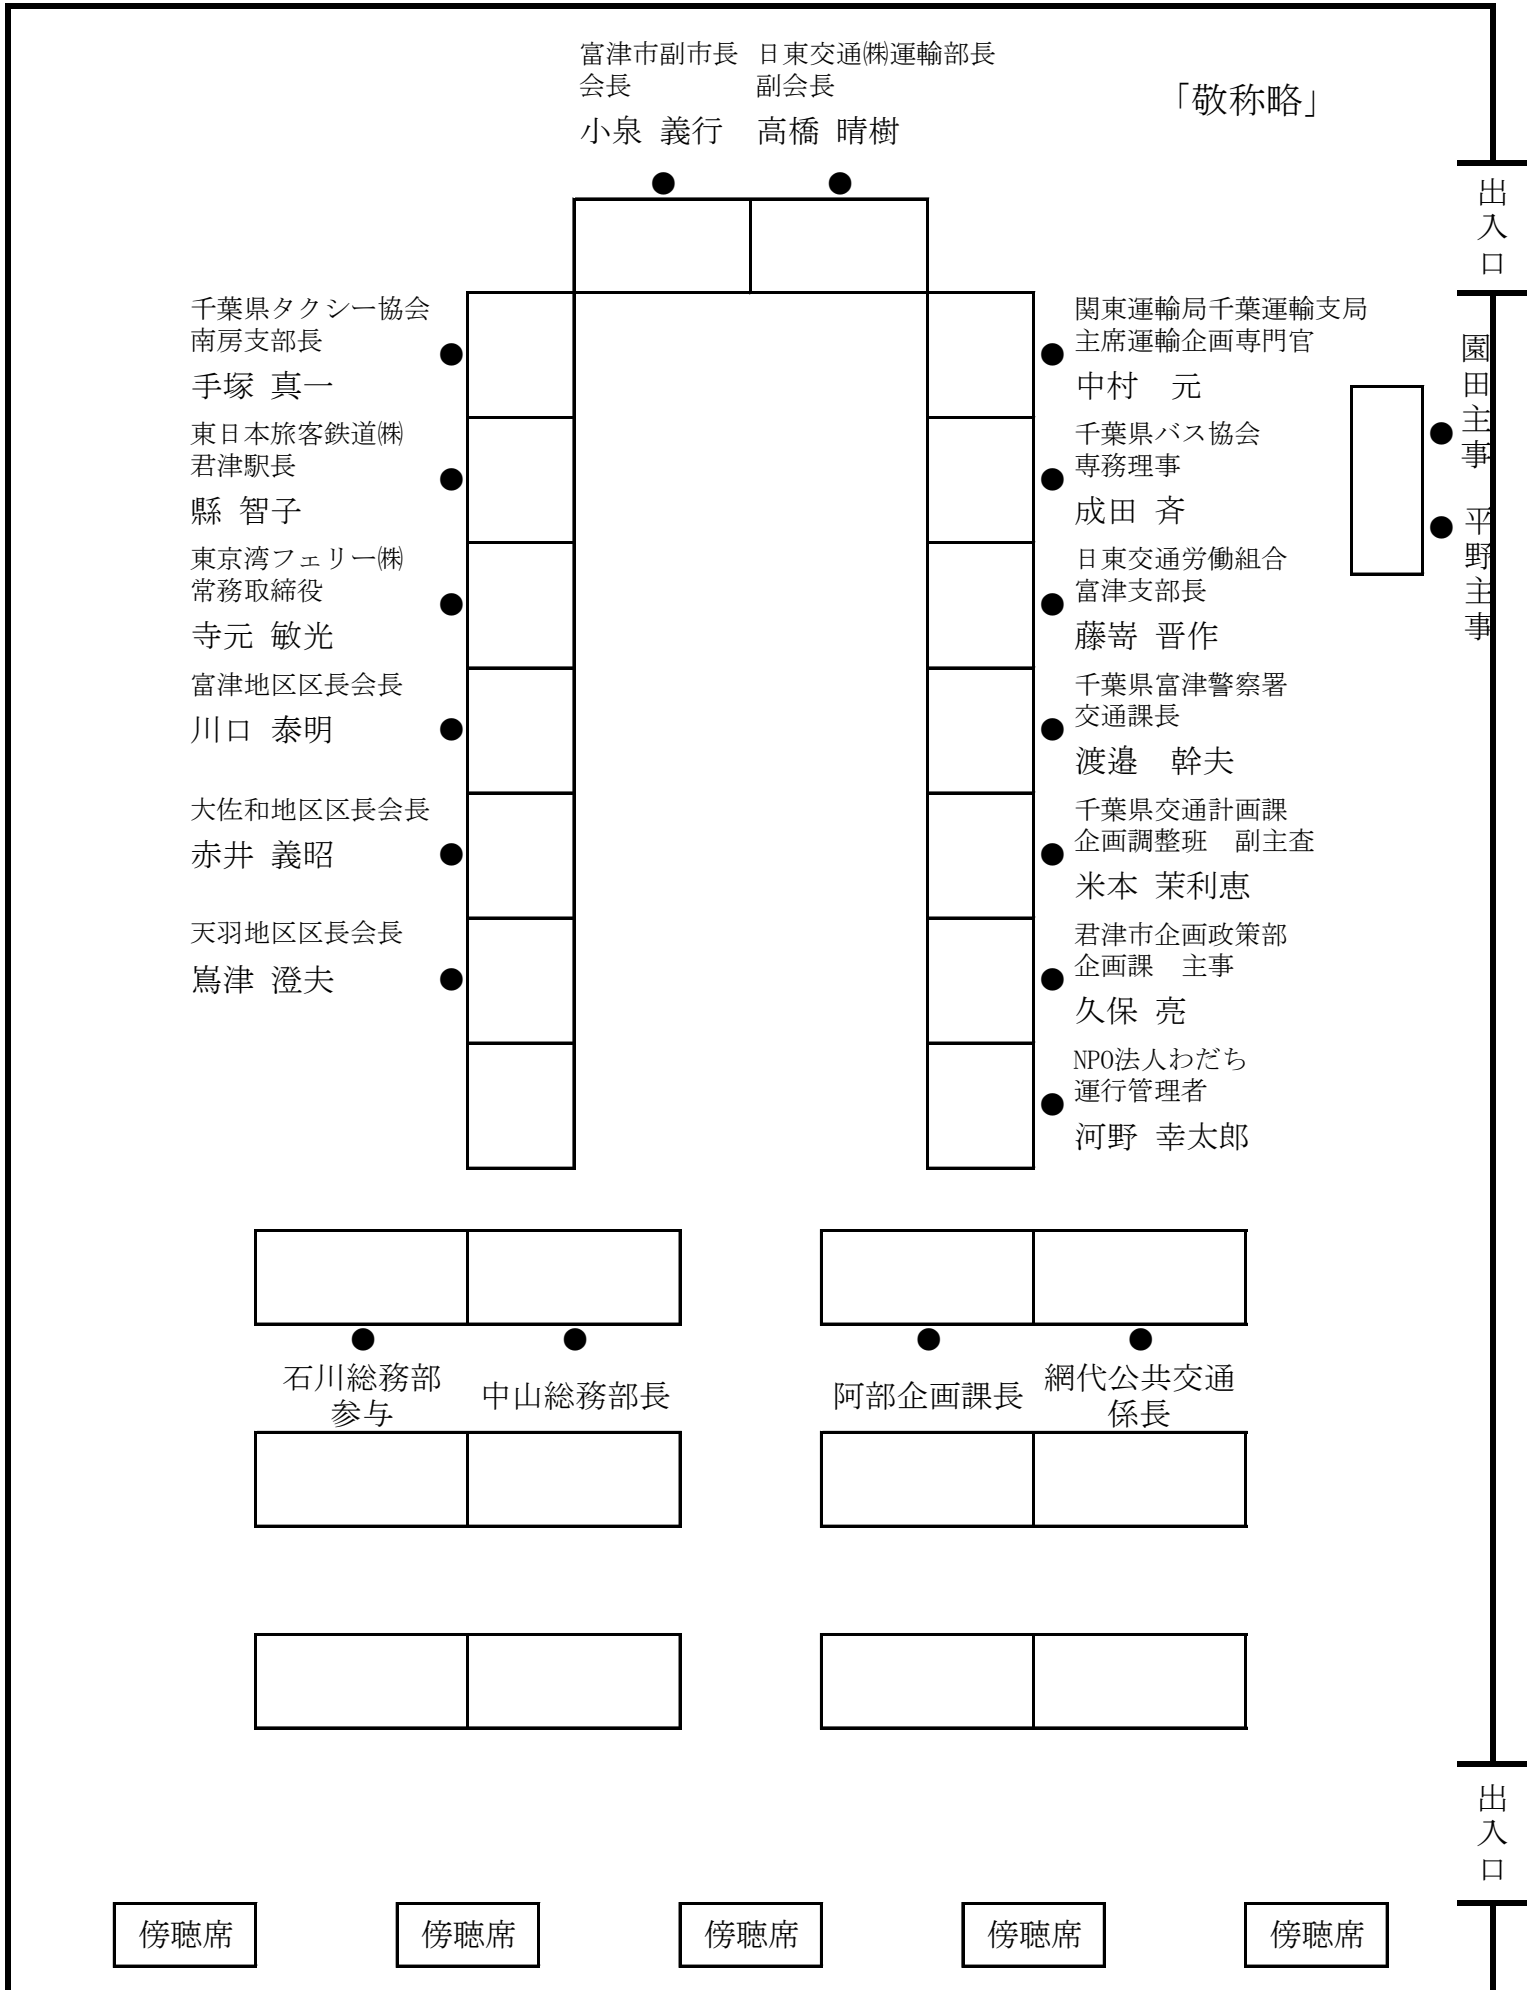 富津市副市長
会長
小泉 義行
日東交通㈱運輸部長
副会長
高橋 晴樹
「敬称略」
出入口
千葉県タクシー協会
南房支部長
手塚 真一
東日本旅客鉄道㈱
君津駅長
縣 智子
東京湾フェリー㈱
常務取締役
寺元 敏光
富津地区区長会長
川口 泰明
大佐和地区区長会長
赤井 義昭
天羽地区区長会長
嶌津 澄夫
関東運輸局千葉運輸支局
主席運輸企画専門官
中村　元
千葉県バス協会
専務理事
成田 斉
日東交通労働組合
富津支部長
藤嵜 晋作
千葉県富津警察署
交通課長
渡邉　幹夫
千葉県交通計画課
企画調整班　副主査
米本 茉利恵
君津市企画政策部
企画課　主事
久保 亮
NPO法人わだち
運行管理者
河野 幸太郎
園田主事
平野主事
石川総務部
参与
中山総務部長
阿部企画課長
網代公共交通
係長
出入口
傍聴席
傍聴席
傍聴席
傍聴席
傍聴席